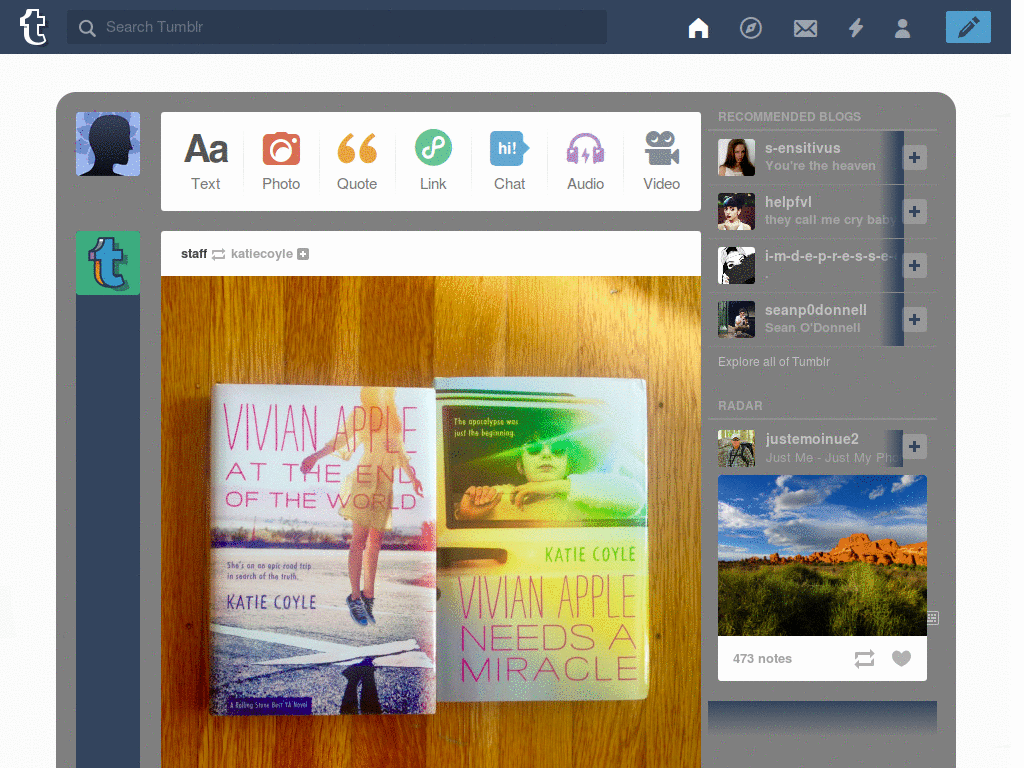 t
Search Tumblr
Aa
hi!
Text
Photo
Quote
Link
Chat
Audio
Video
RECOMMENDED BLOGS
s-ensitivus
You're the heaven
helpfvl
they call me cry baby
i-m-d-e-p-r-e-s-s-e-
.
seanp0donnell
Sean O'Donnell
Explore all of Tumblr
RADAR
justemoinue2
Just Me - Just My Pho
473 notes
t
staff katiecoyle
VIVIAN APPLE
AT THE END
OF THE WORLD
She's on an epic road trip
in search of the truth.
KATIE COYLE
A Rolling Stone Best YA Novel
The apocalypse was
just the beginning.
KATIE COYLE
VIVIAN APPLE
NEEDS A
MIRACLE